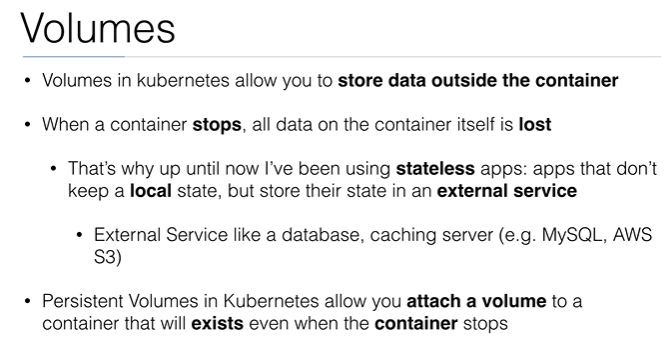 Volumes
• Volumes in kubernetes allow you to store data outside the container
• When a container stops, all data on the container itself is lost
• That's why up until now I've been using stateless apps: apps that don't
keep a local state, but store their state in an external service
• External Service like a database, caching server (e.g. MySQL, AWS
S3)
• Persistent Volumes in Kubernetes allow you attach a volume to a
container that will exists even when the container stops